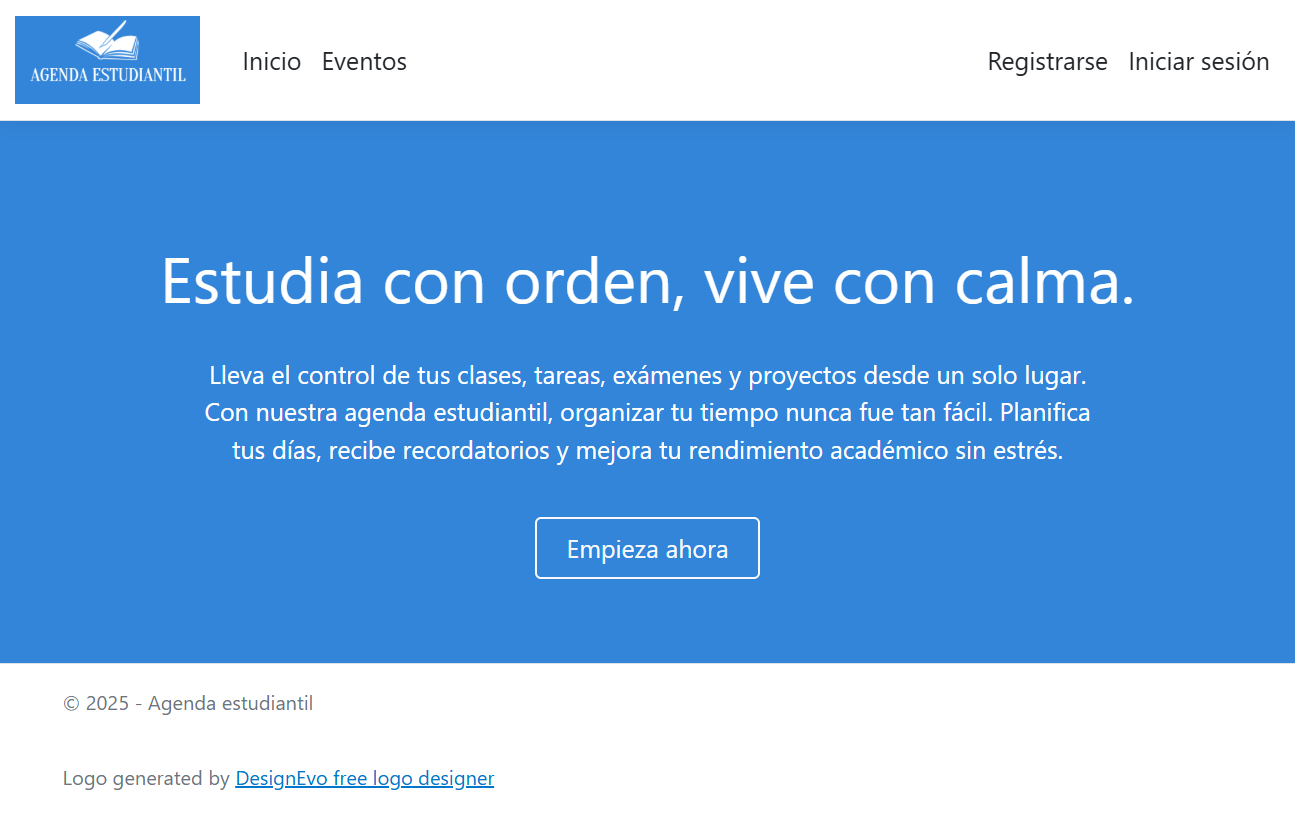 AGENDA ESTUDIANTIL
Inicio Eventos
Registrarse Iniciar sesión
Estudia con orden, vive con calma.
Lleva el control de tus clases, tareas, exámenes y proyectos desde un solo lugar.
Con nuestra agenda estudiantil, organizar tu tiempo nunca fue tan fácil. Planifica
tus días, recibe recordatorios y mejora tu rendimiento académico sin estrés.
Empieza ahora
© 2025 - Agenda estudiantil
Logo generated by DesignEvo free logo designer